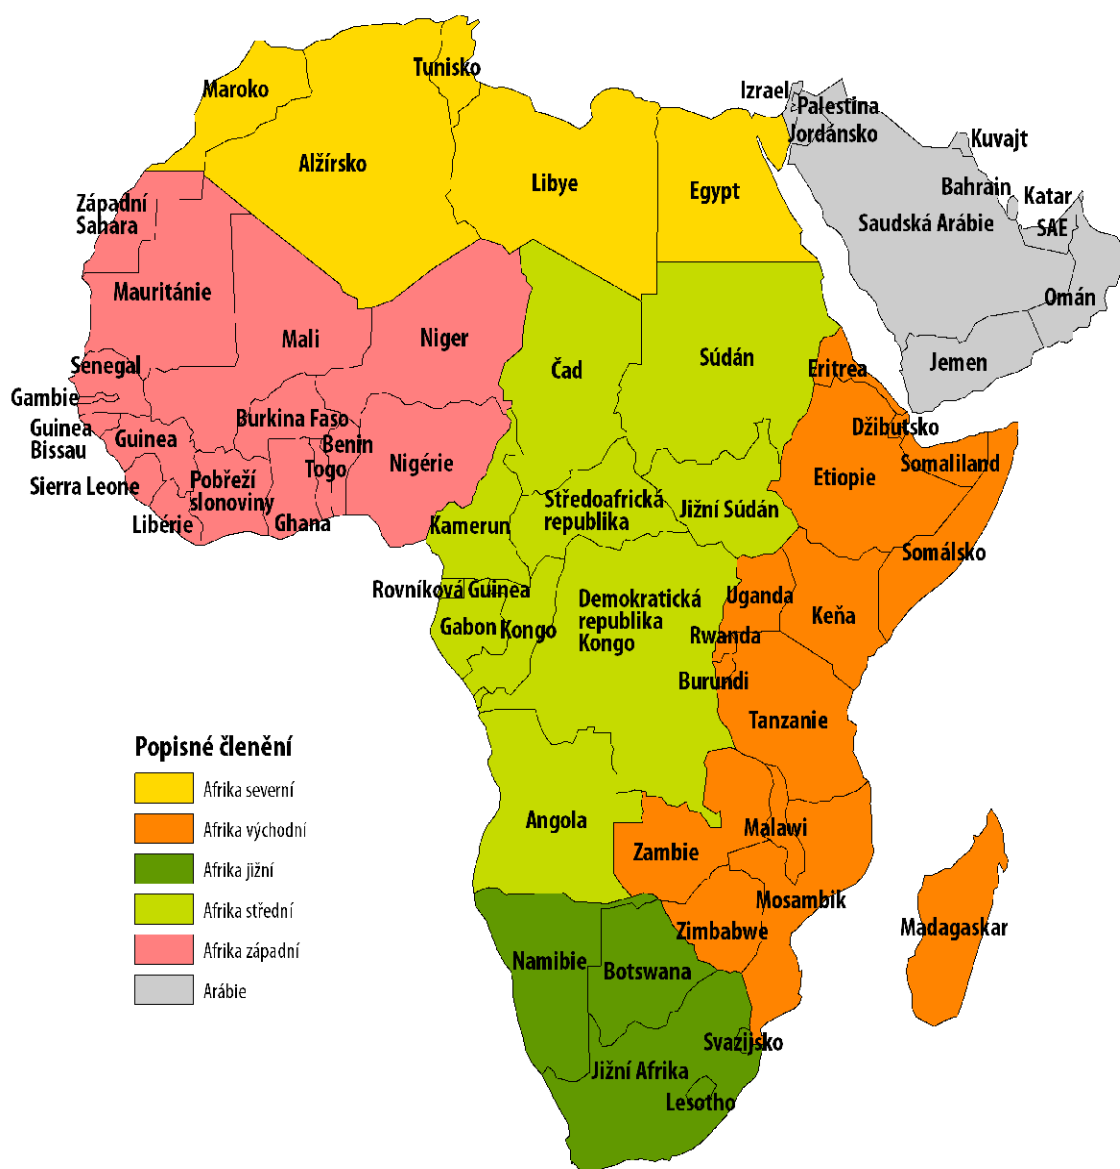 Tunisko
Maroko
Izrael
Palestina
Jordánsko
Kuvajt
Alžírsko
Libye
Egypt
Bahrain
Katar
Západní
Sahara
Saudská Arábie
SAE
Mauritánie
Omán
Mali
Niger
Súdán
Senegal
Čad
Eritrea
Jemen
Gambie
Burkina Faso
Džibutsko
Guinea
Bissau
Guinea
Benin
Togo
Nigérie
Somaliland
Etiopie
Sierra Leone
Pobřeží
slonoviny
Středoafrická
republika
Jižní Súdán
Libérie
Ghana
Kamerun
Somálsko
Rovníková Guinea
Uganda
Demokratická
republika
Kongo
Keňa
Gabon
Kongo
Rwanda
Burundi
Tanzanie
Angola
Malawi
Zambie
Mosambik
Madagaskar
Zimbabwe
Namibie
Botswana
Svazijsko
Jižní Afrika
Lesotho
Popisné členění
Afrika severní
Afrika východní
Afrika jižní
Afrika střední
Afrika západní
Arábie